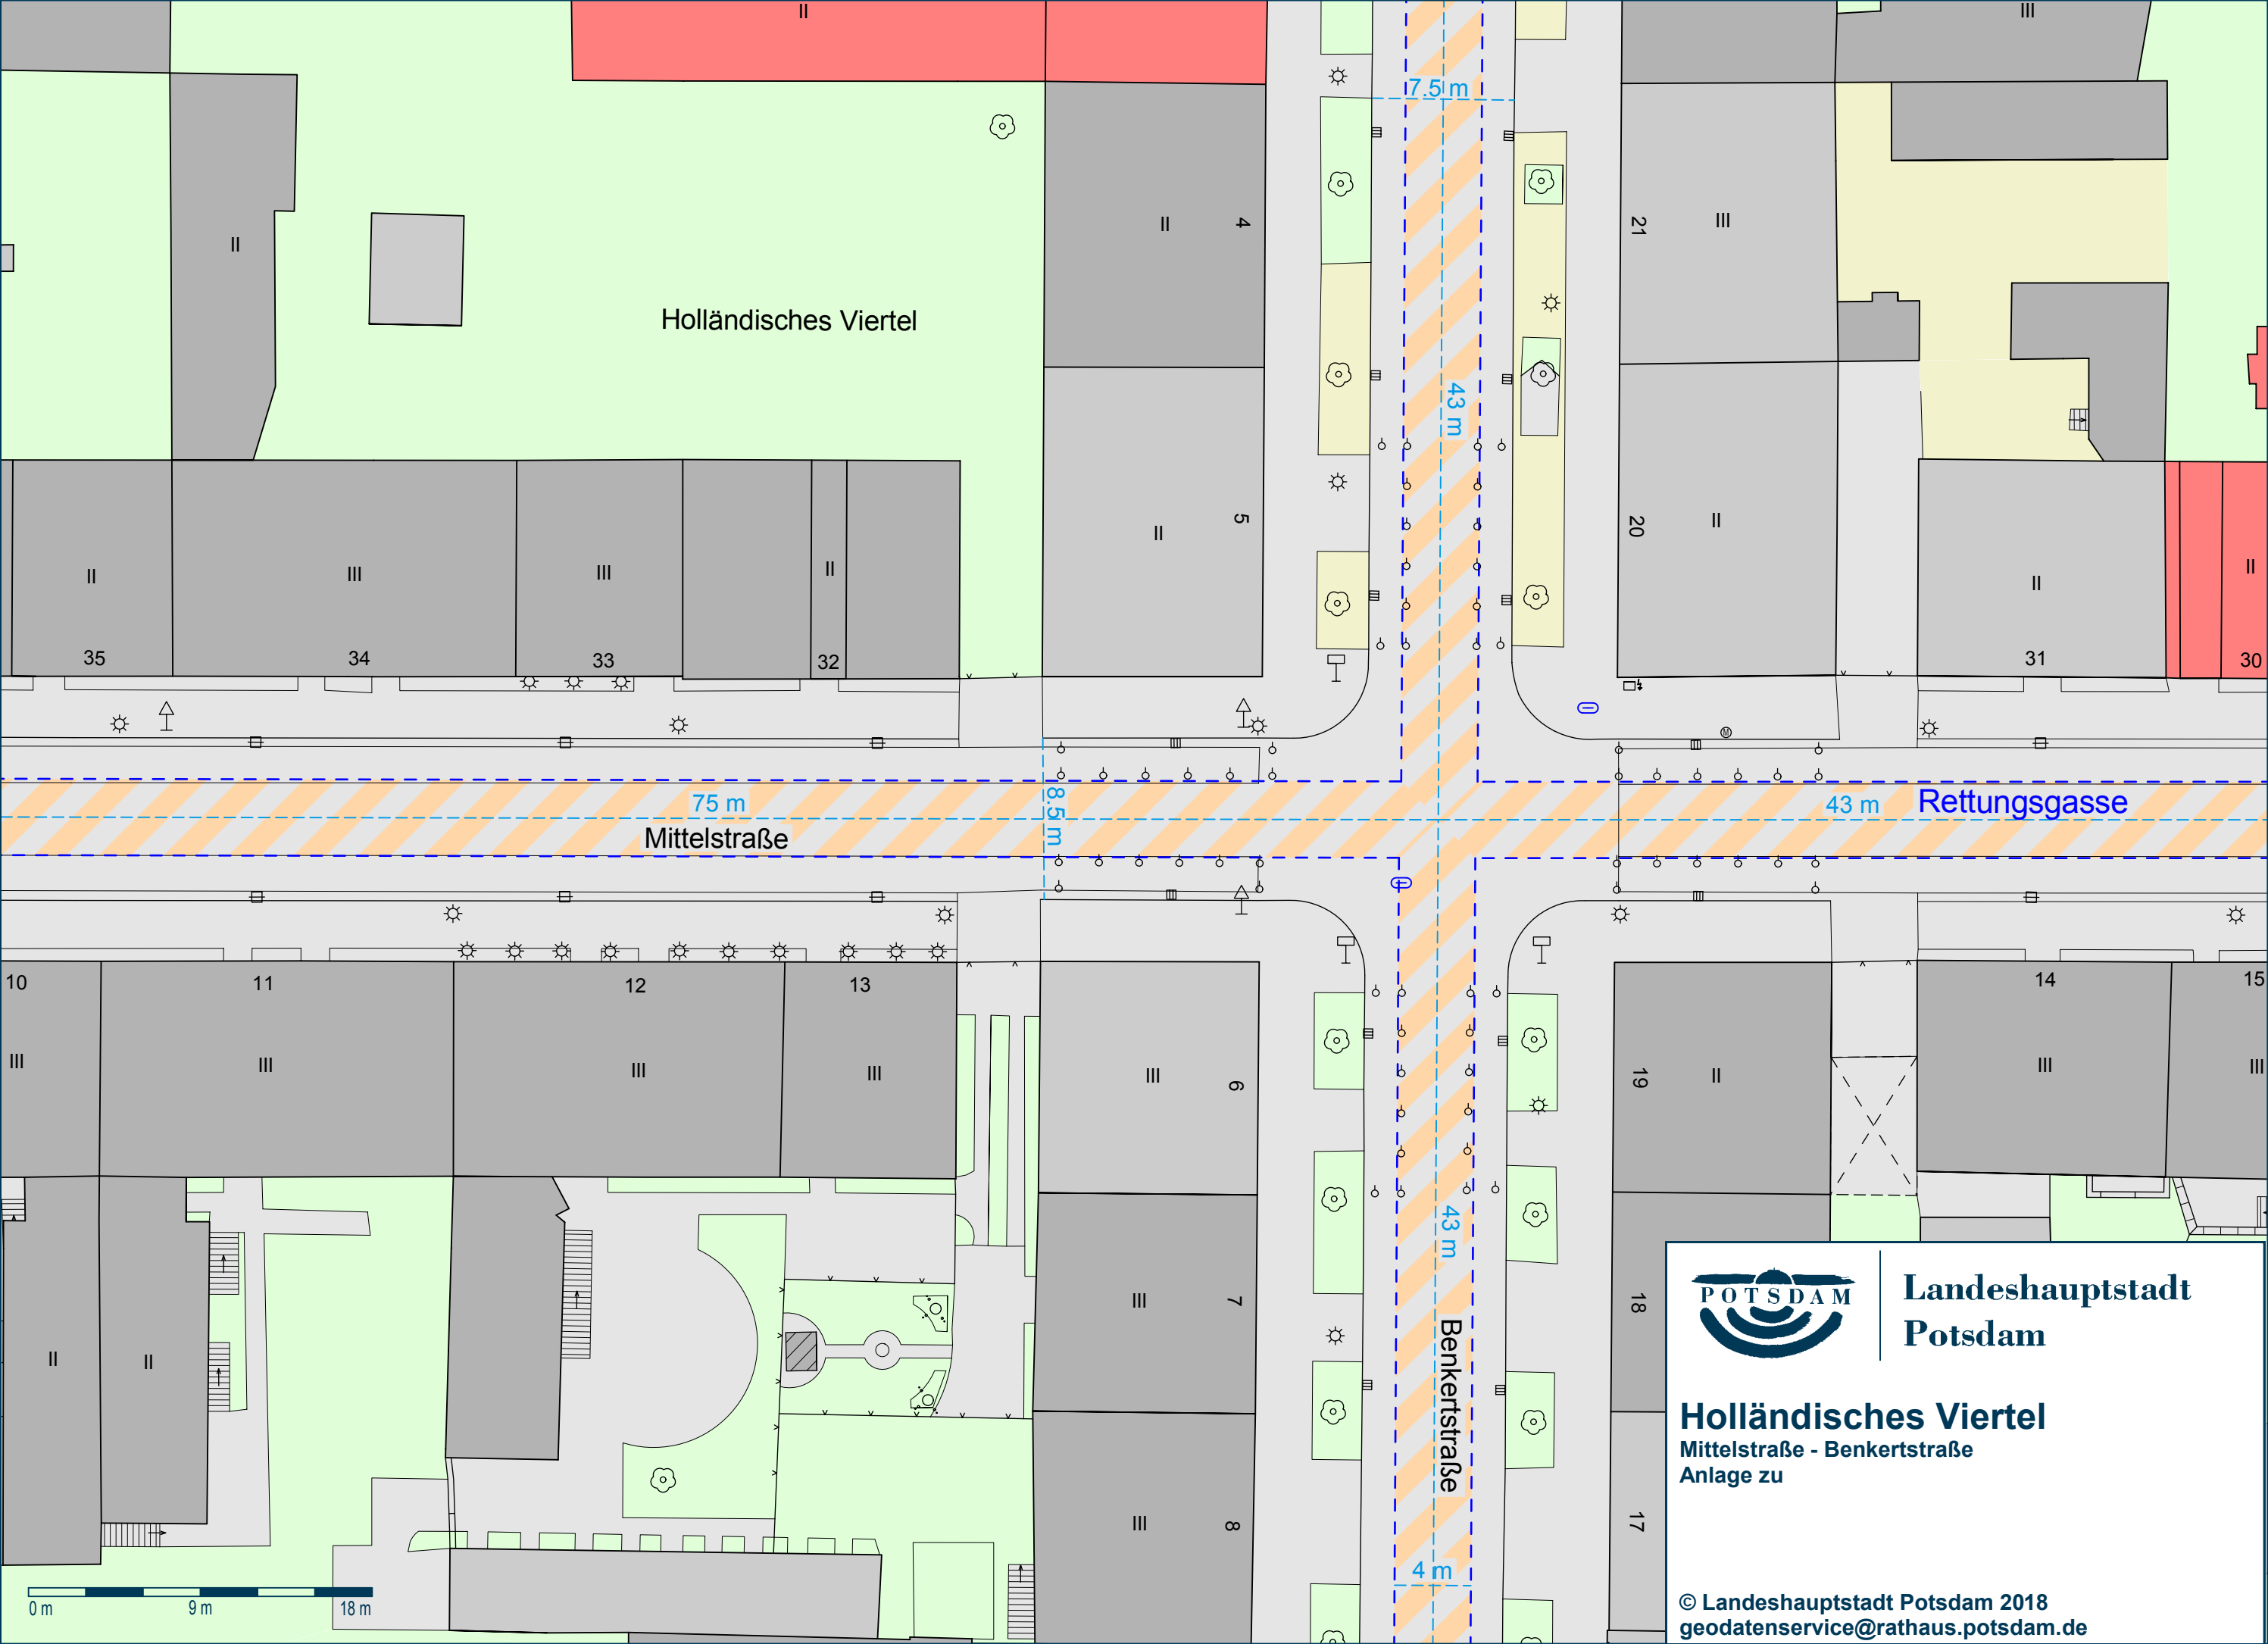 II
III
7.5 m
II
II
4
21
III
Holländisches Viertel
43 m
II
5
20
II
II
III
III
II
II
II
35
34
33
32
31
30
M
75 m
8.5 m
43 m
Rettungsgasse
Mittelstraße
10
11
12
13
14
15
III
III
III
III
III
6
19
II
III
III
43 m
II
II
III
7
18
Benkertstraße
III
8
17
4 m
0 m
9 m
18 m
POTSDAM
Landeshauptstadt
Potsdam
Holländisches Viertel
Mittelstraße - Benkertstraße
Anlage zu
© Landeshauptstadt Potsdam 2018
geodatenservice@rathaus.potsdam.de